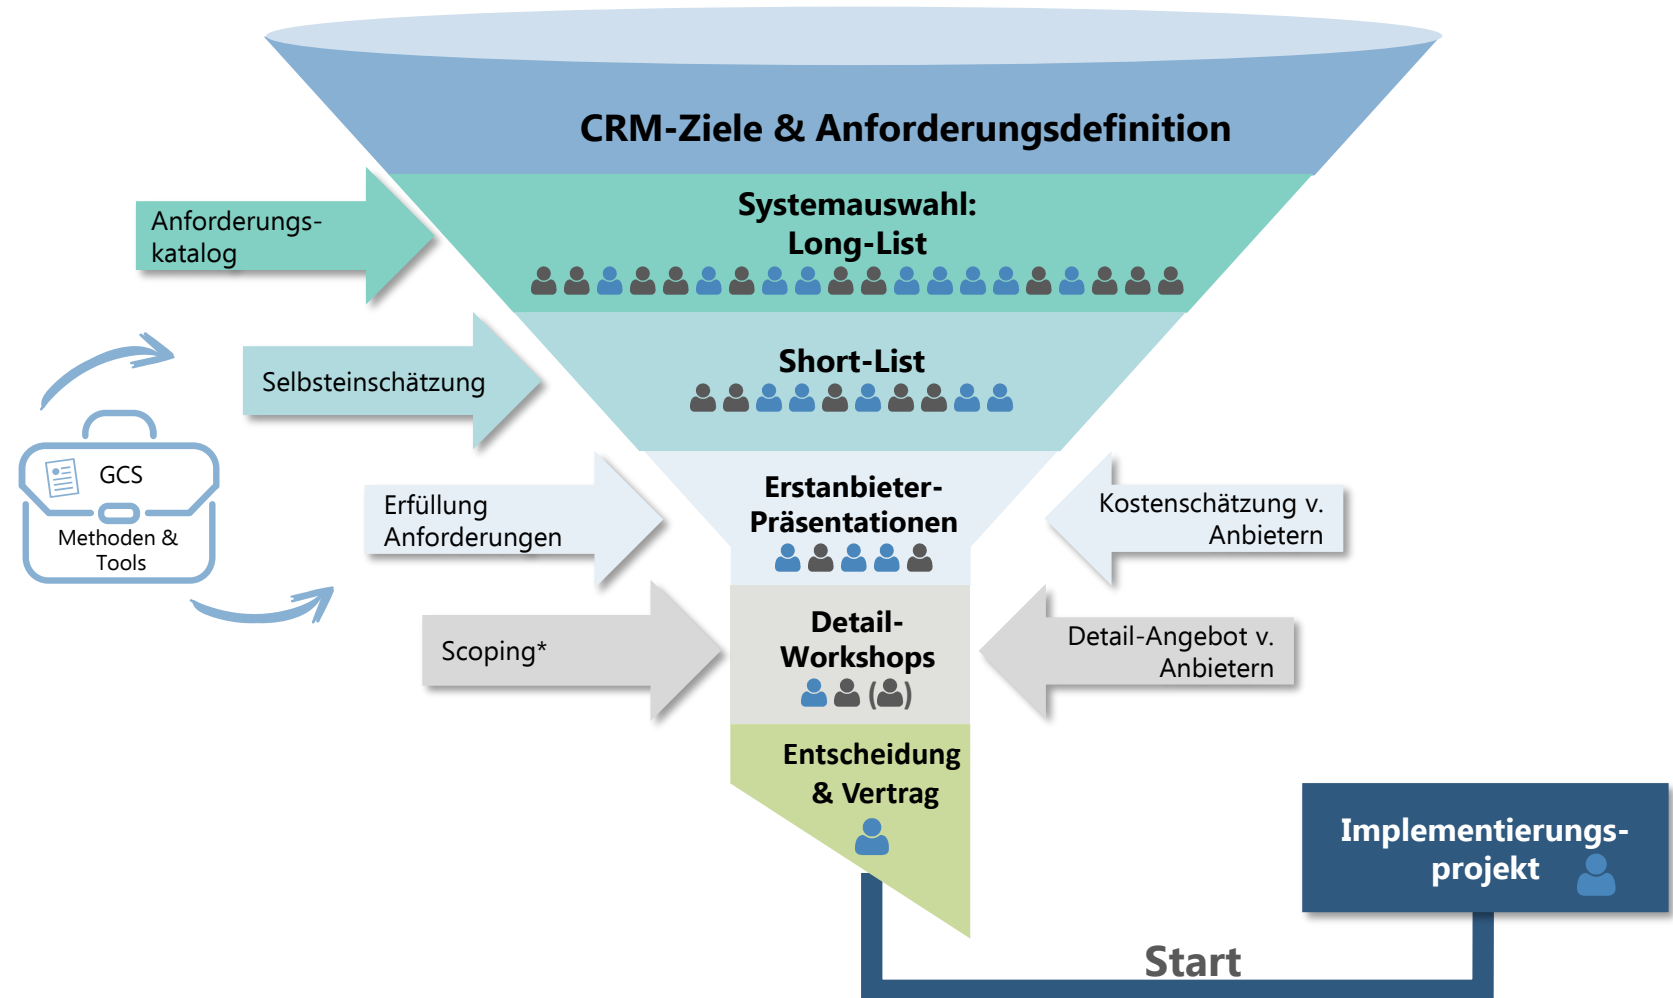 CRM-Ziele & Anforderungsdefinition
Anforderungs-
katalog
Systemauswahl:
Long-List
Selbsteinschätzung
Short-List
GCS
Methoden &
Tools
Erfüllung
Anforderungen
Erstanbieter-
Präsentationen
Kostenschätzung v.
Anbietern
Scoping*
Detail-
Workshops
( )
Detail-Angebot v.
Anbietern
Entscheidung
& Vertrag
Implementierungs-
projekt
Start